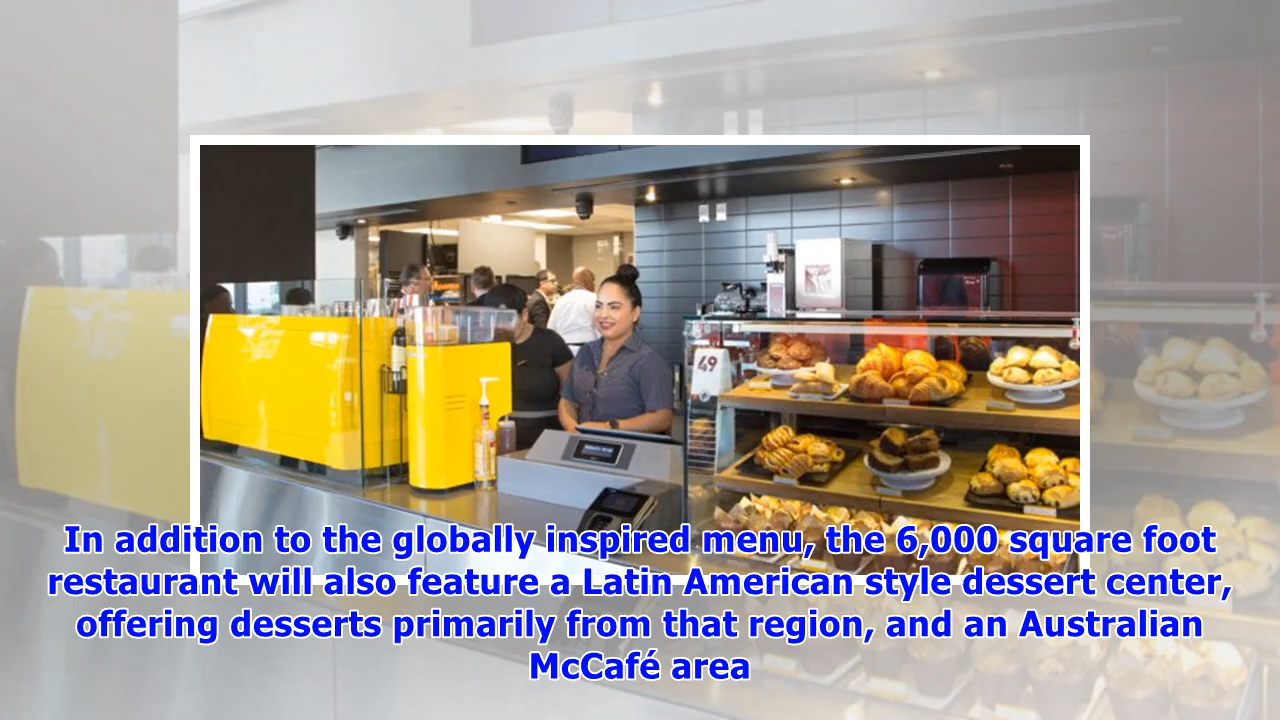 49
In addition to the globally inspired menu, the 6,000 square foot
restaurant will also feature a Latin American style dessert center,
offering desserts primarily from that region, and an Australian
McCafé area